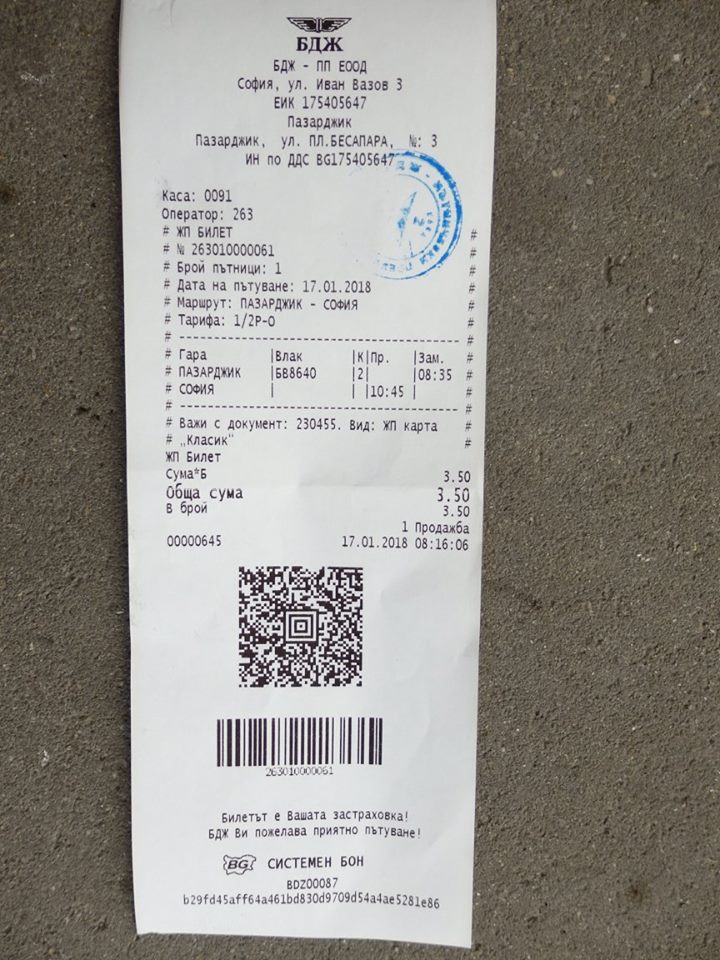 БДЖ
БДЖ - ПП ЕООД
София, ул. Иван Вазов 3
ЕИК 175405647
Пазарджик
Пазарджик, ул. ПЛ.БЕСАПАРА, №: 3
ИН по ДДС BG175405647
Каса: 0091
Оператор: 263
# ЖП БИЛЕТ #
# № 263010000061 #
# Брой пътници: 1 #
# Дата на пътуване: 17.01.2018 #
# Маршрут: ПАЗАРДЖИК - СОФИЯ #
# Тарифа: 1/2Р-О #
# ---------------------------------------- #
# Гара |Влак |К|Пр. |Зам. #
# ПАЗАРДЖИК |БВ8640 |2| |08:35 #
# СОФИЯ | | |10:45 | #
# ---------------------------------------- #
# Важи с документ: 230455. Вид: ЖП карта #
# „Класик" #
ЖП Билет
Сума*Б 3.50
Обща сума 3.50
В брой 3.50
1 Продажба
00000645 17.01.2018 08:16:06
263010000061
Билетът е Вашата застраховка!
БДЖ Ви пожелава приятно пътуване!
BG СИСТЕМЕН БОН
BDZ00087
b29fd45aff64a461bd830d9709d54a4ae5281e86